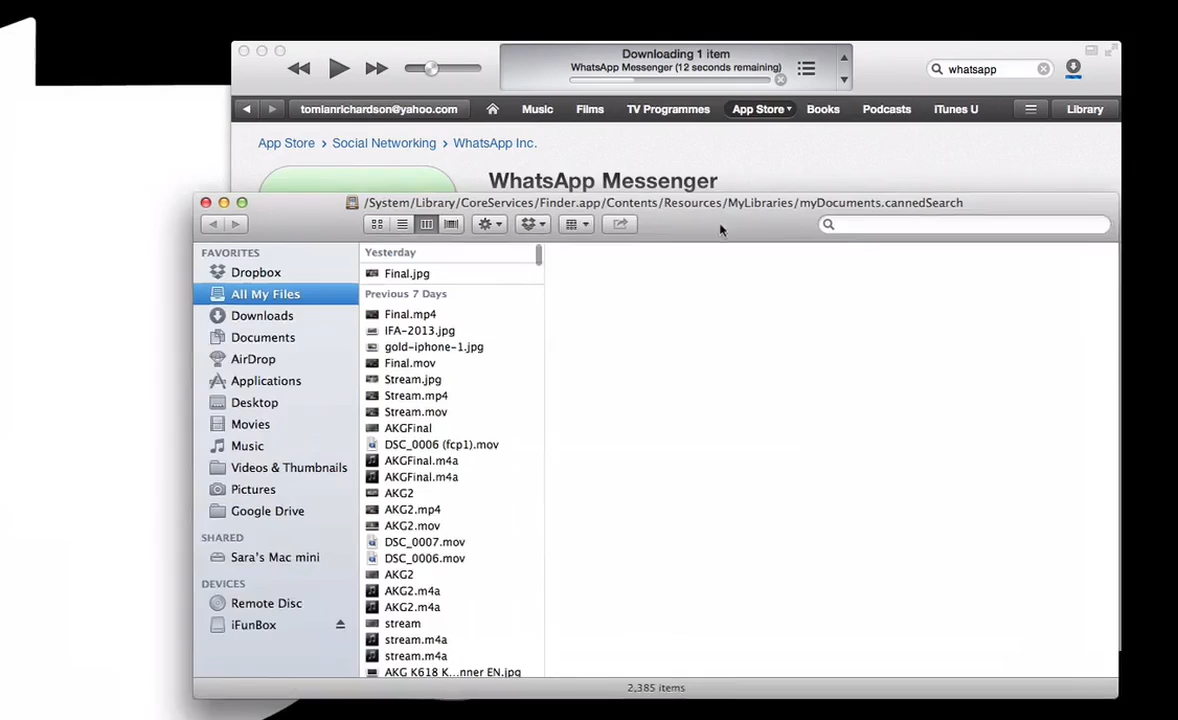 Downloading 1 item
WhatsApp Messenger (12 seconds remaining)
whatsapp
tomianrichardson@yahoo.com Music Films TV Programmes App Store Books Podcasts iTunes U Library
App Store > Social Networking > WhatsApp Inc.
WhatsApp Messenger
/System/Library/CoreServices/Finder.app/Contents/Resources/MyLibraries/myDocuments.cannedSearch
FAVORITES
Dropbox
All My Files
Downloads
Documents
AirDrop
Applications
Desktop
Movies
Music
Videos & Thumbnails
Pictures
Google Drive
SHARED
Sara's Mac mini
DEVICES
Remote Disc
iFunBox
Yesterday
Final.jpg
Previous 7 Days
Final.mp4
IFA-2013.jpg
gold-iphone-1.jpg
Final.mov
Stream.jpg
Stream.mp4
Stream.mov
AKGFinal
DSC_0006 (fcp1).mov
AKGFinal.m4a
AKGFinal.m4a
AKG2
AKG2.mp4
AKG2.mov
DSC_0007.mov
DSC_0006.mov
AKG2
AKG2.m4a
AKG2.m4a
stream
stream.m4a
stream.m4a
AKG K618 K...nner EN.jpg
2,385 items